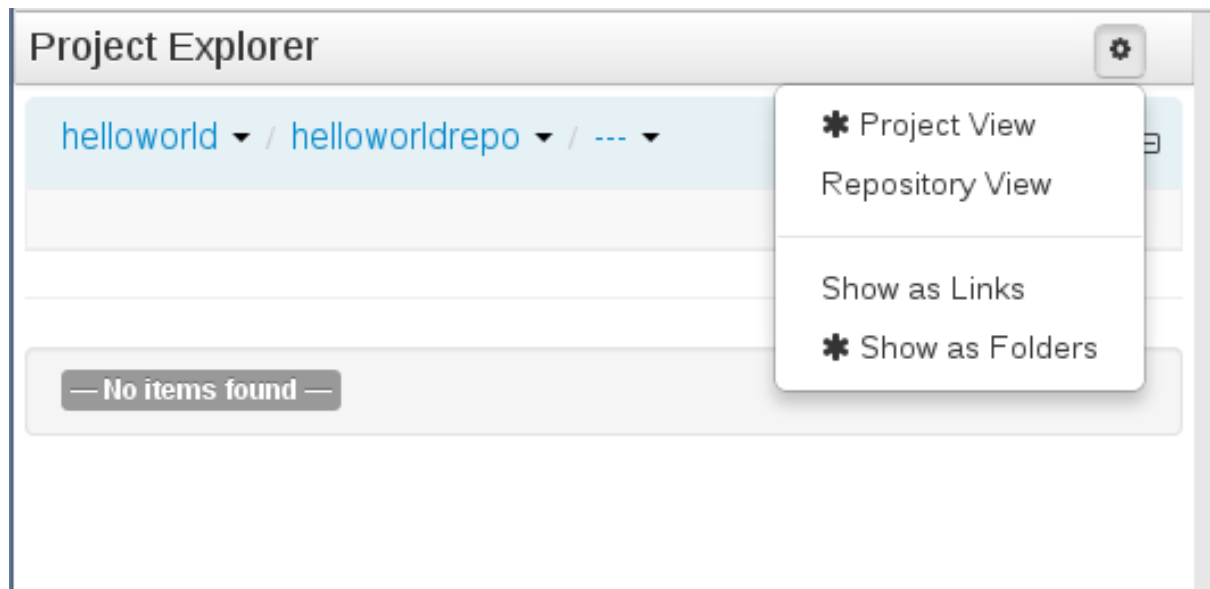 Project Explorer
helloworld / helloworldrepo / ---
✱ Project View
Repository View
Show as Links
✱ Show as Folders
— No items found —